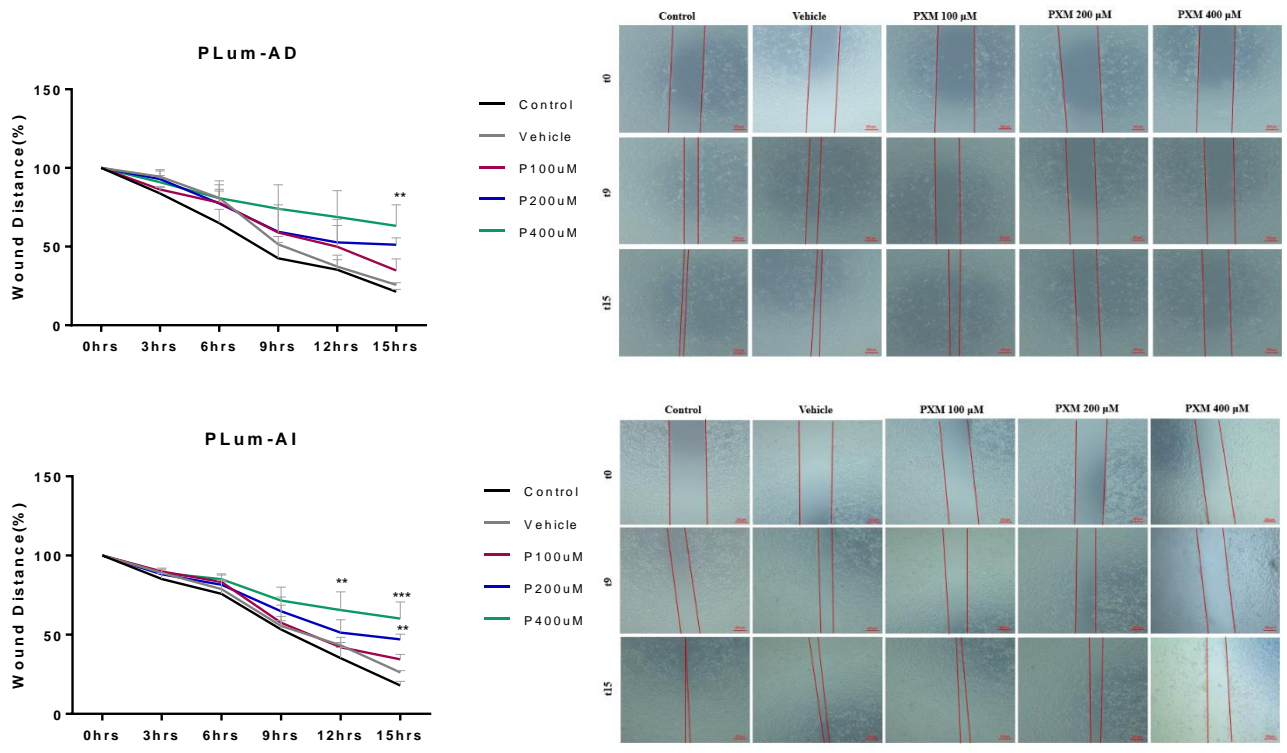 PLum-AD
Wound Distance(%)
150
100
50
0
0hrs 3hrs 6hrs 9hrs 12hrs 15hrs
**
Control
Vehicle
P100uM
P200uM
P400uM
Control Vehicle PXM 100 µM PXM 200 µM PXM 400 µM
t0
t9
t15
PLum-AI
Wound Distance(%)
150
100
50
0
0hrs 3hrs 6hrs 9hrs 12hrs 15hrs
**
***
**
Control
Vehicle
P100uM
P200uM
P400uM
Control Vehicle PXM 100 µM PXM 200 µM PXM 400 µM
t0
t9
t15